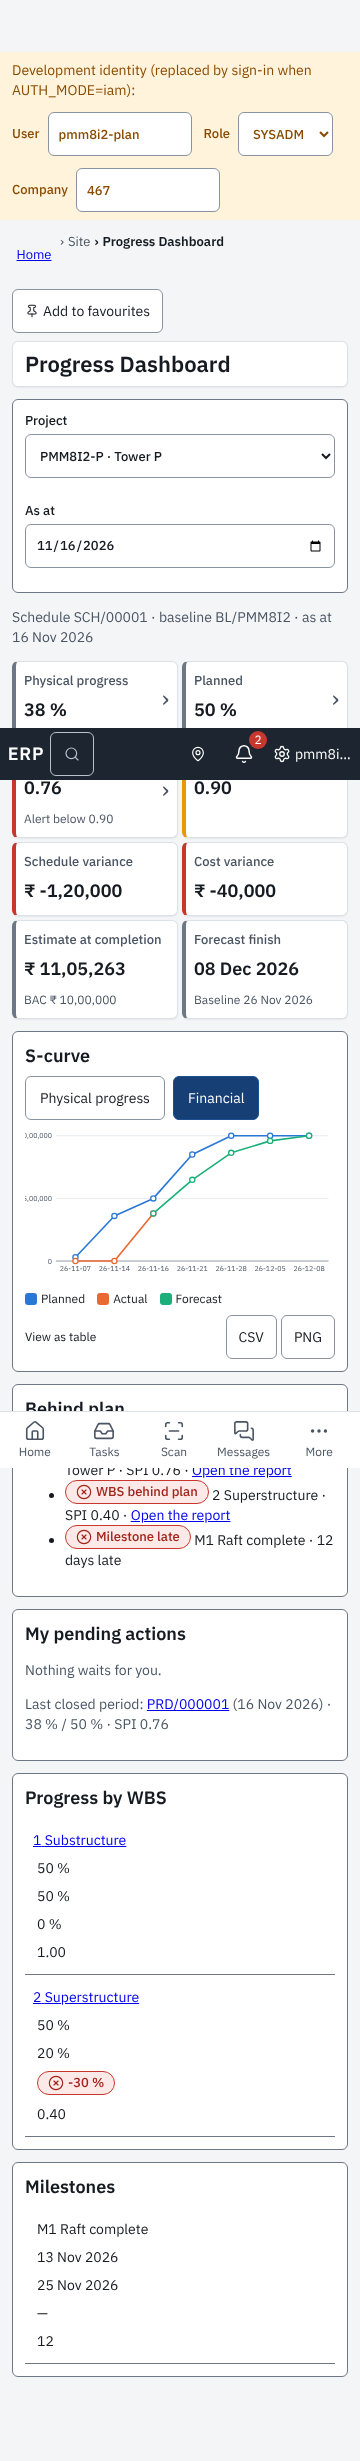 Development identity (replaced by sign-in when
AUTH_MODE=iam):
User pmm8i2-plan Role SYSADM
Company 467
Home › Site › Progress Dashboard
Add to favourites
Progress Dashboard
Project
PMM8I2-P · Tower P
As at
11/16/2026
Schedule SCH/00001 · baseline BL/PMM8I2 · as at
16 Nov 2026
Physical progress
38 %
Planned
50 %
ERP 2 pmm8i...
0.76
Alert below 0.90
0.90
Schedule variance
₹ -1,20,000
Cost variance
₹ -40,000
Estimate at completion
₹ 11,05,263
BAC ₹ 10,00,000
Forecast finish
08 Dec 2026
Baseline 26 Nov 2026
S-curve
Physical progress Financial
0
26-11-07 26-11-14 26-11-16 26-11-21 26-11-28 26-12-05 26-12-08
Planned Actual Forecast
View as table CSV PNG
Behind plan
Home Tasks Scan Messages More
Tower P · SPI 0.76 · Open the report
WBS behind plan 2 Superstructure ·
SPI 0.40 · Open the report
Milestone late M1 Raft complete · 12
days late
My pending actions
Nothing waits for you.
Last closed period: PRD/000001 (16 Nov 2026) ·
38 % / 50 % · SPI 0.76
Progress by WBS
1 Substructure
50 %
50 %
0 %
1.00
2 Superstructure
50 %
20 %
-30 %
0.40
Milestones
M1 Raft complete
13 Nov 2026
25 Nov 2026
—
12